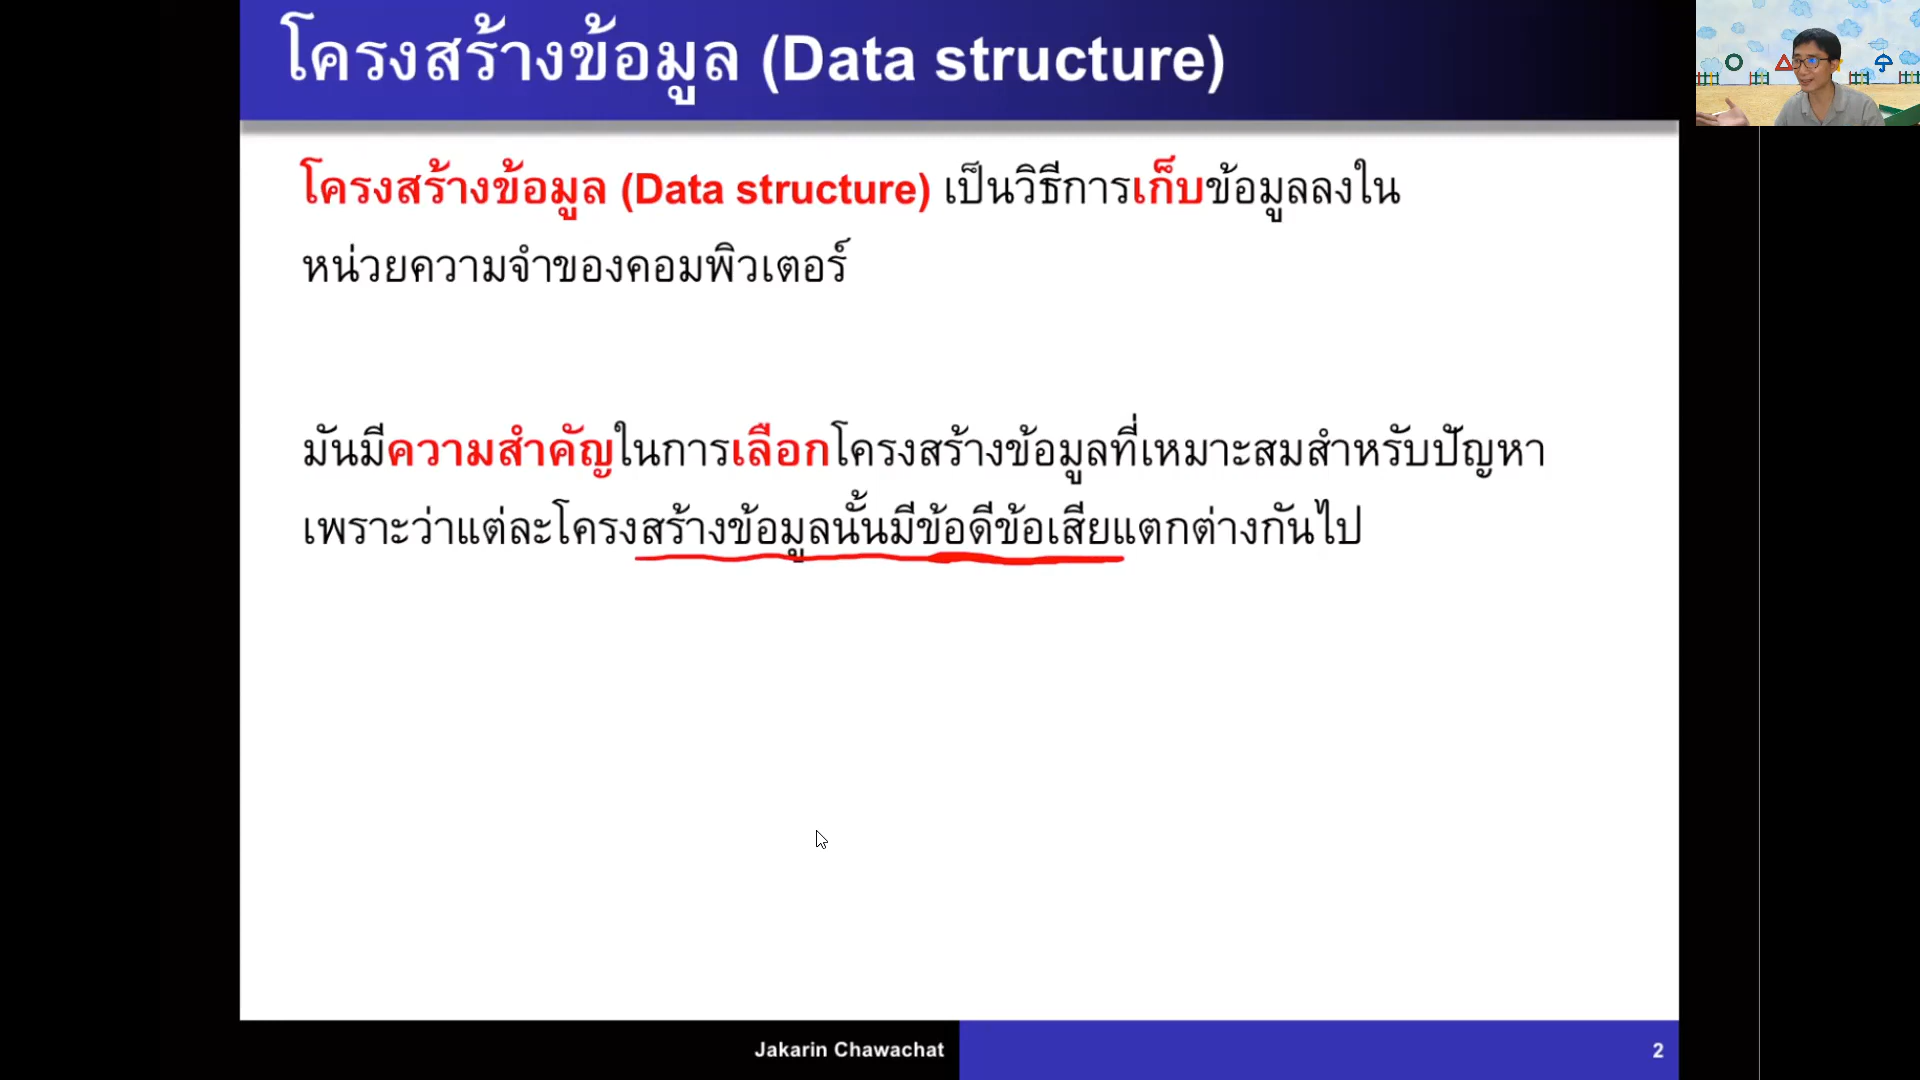 โครงสร้างข้อมูล (Data structure)
โครงสร้างข้อมูล (Data structure) เป็นวิธีการเก็บข้อมูลลงใน
หน่วยความจำของคอมพิวเตอร์
มันมีความสำคัญในการเลือกโครงสร้างข้อมูลที่เหมาะสมสำหรับปัญหา
เพราะว่าแต่ละโครงสร้างข้อมูลนั้นมีข้อดีข้อเสียแตกต่างกันไป
Jakarin Chawachat
2